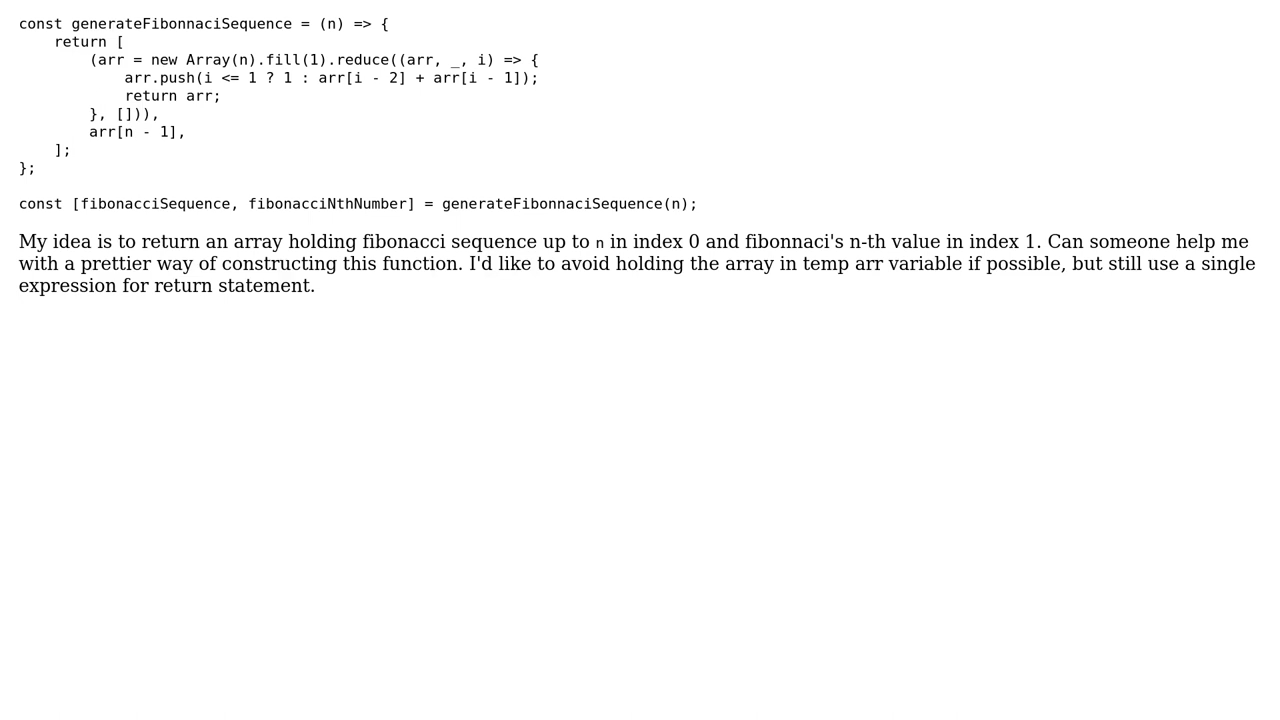 const generateFibonnaciSequence = (n) => {
    return [
        (arr = new Array(n).fill(1).reduce((arr, _, i) => {
            arr.push(i <= 1 ? 1 : arr[i - 2] + arr[i - 1]);
            return arr;
        }, [])),
        arr[n - 1],
    ];
};

const [fibonacciSequence, fibonacciNthNumber] = generateFibonnaciSequence(n);
My idea is to return an array holding fibonacci sequence up to n in index 0 and fibonnaci's n-th value in index 1. Can someone help me
with a prettier way of constructing this function. I'd like to avoid holding the array in temp arr variable if possible, but still use a single
expression for return statement.